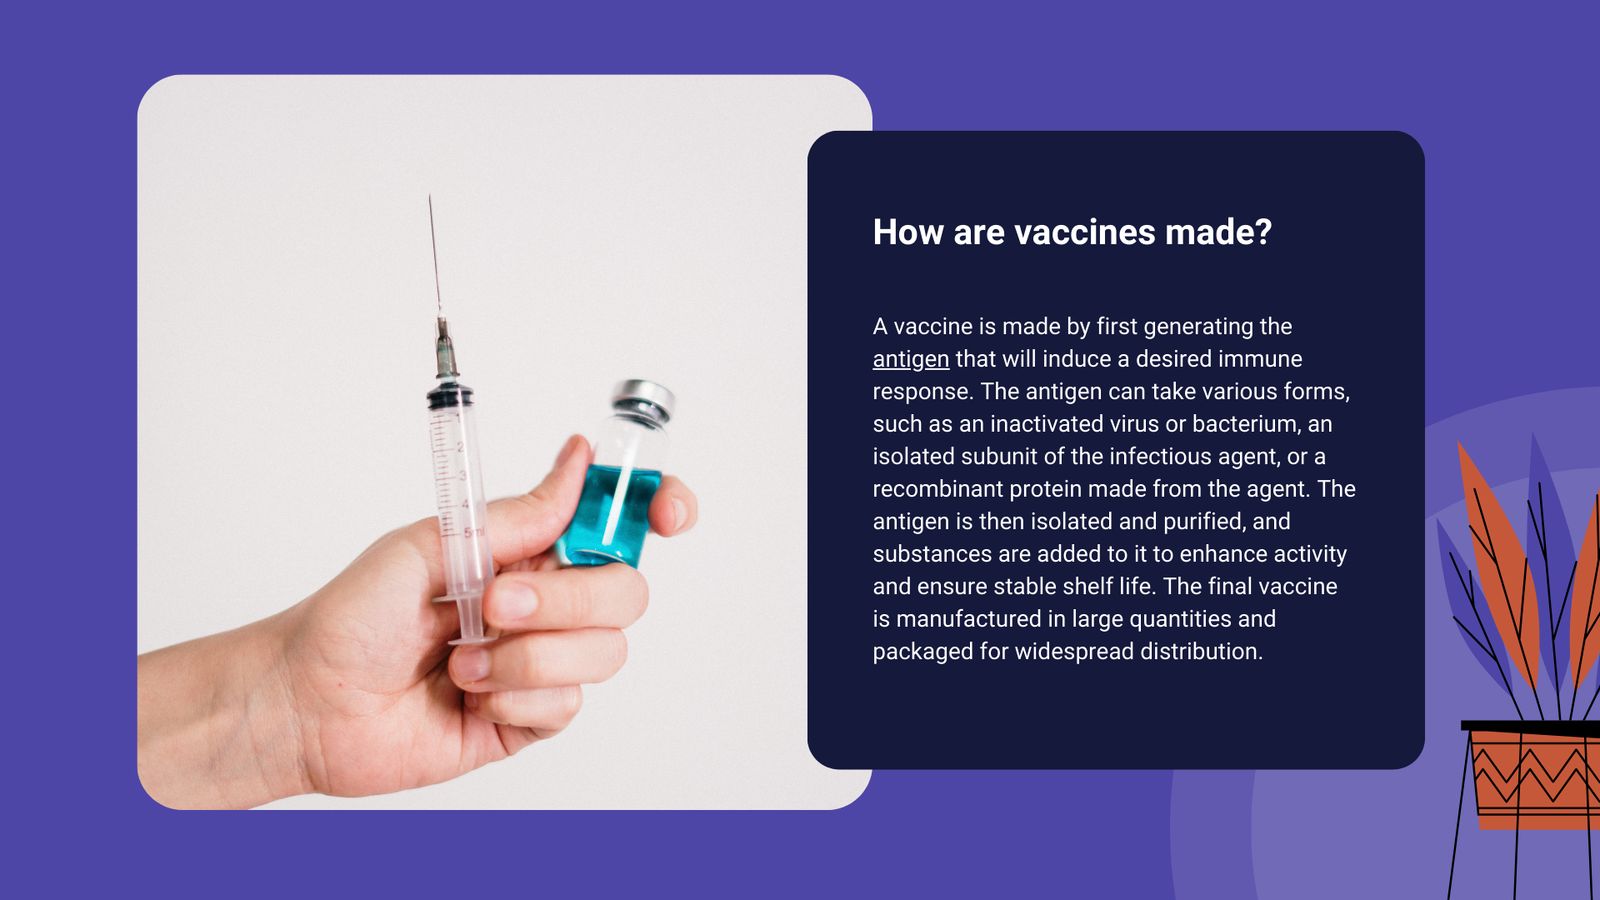 How are vaccines made?
A vaccine is made by first generating the
antigen that will induce a desired immune
response. The antigen can take various forms,
such as an inactivated virus or bacterium, an
isolated subunit of the infectious agent, or a
recombinant protein made from the agent. The
antigen is then isolated and purified, and
substances are added to it to enhance activity
and ensure stable shelf life. The final vaccine
is manufactured in large quantities and
packaged for widespread distribution.
2
3
4
5ml